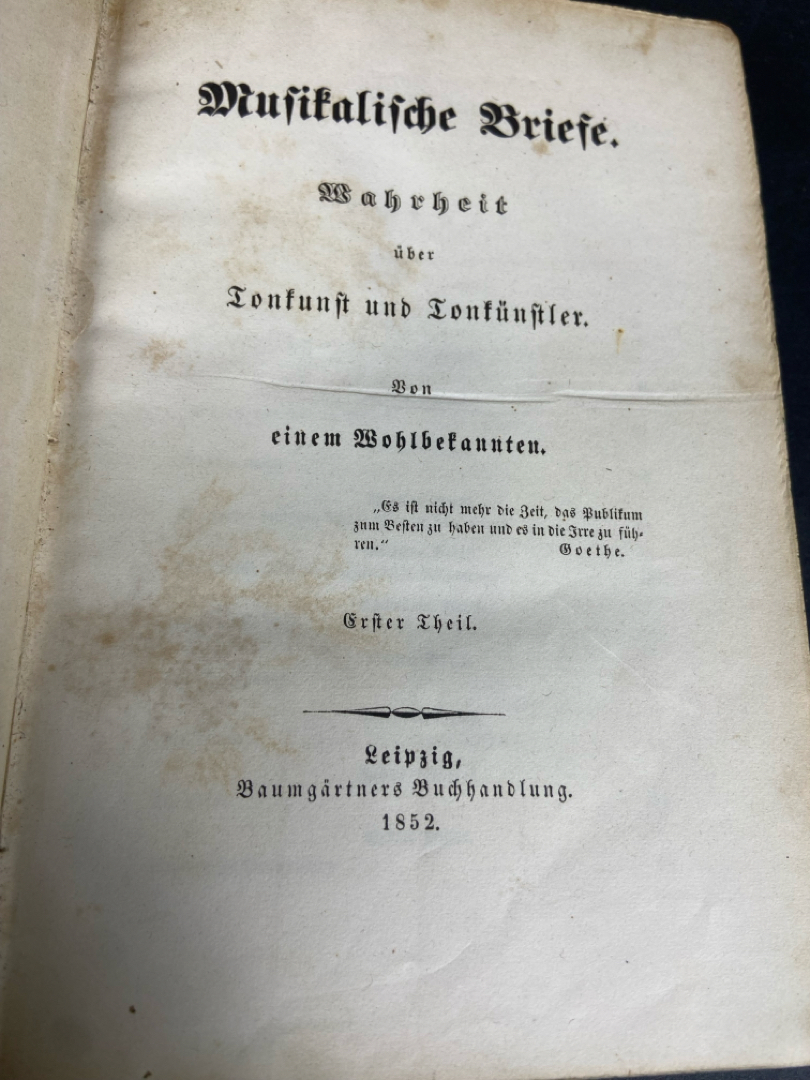 Musikalische Briefe.
Wahrheit
über
Tonkunst und Tonkünstler.
Von
einem Wohlbekannten.
„Es ist nicht mehr die Zeit, das Publikum
zum Besten zu haben und es in die Irre zu füh-
ren.“ Goethe.
Erster Theil.
Leipzig,
Baumgärtners Buchhandlung.
1852.